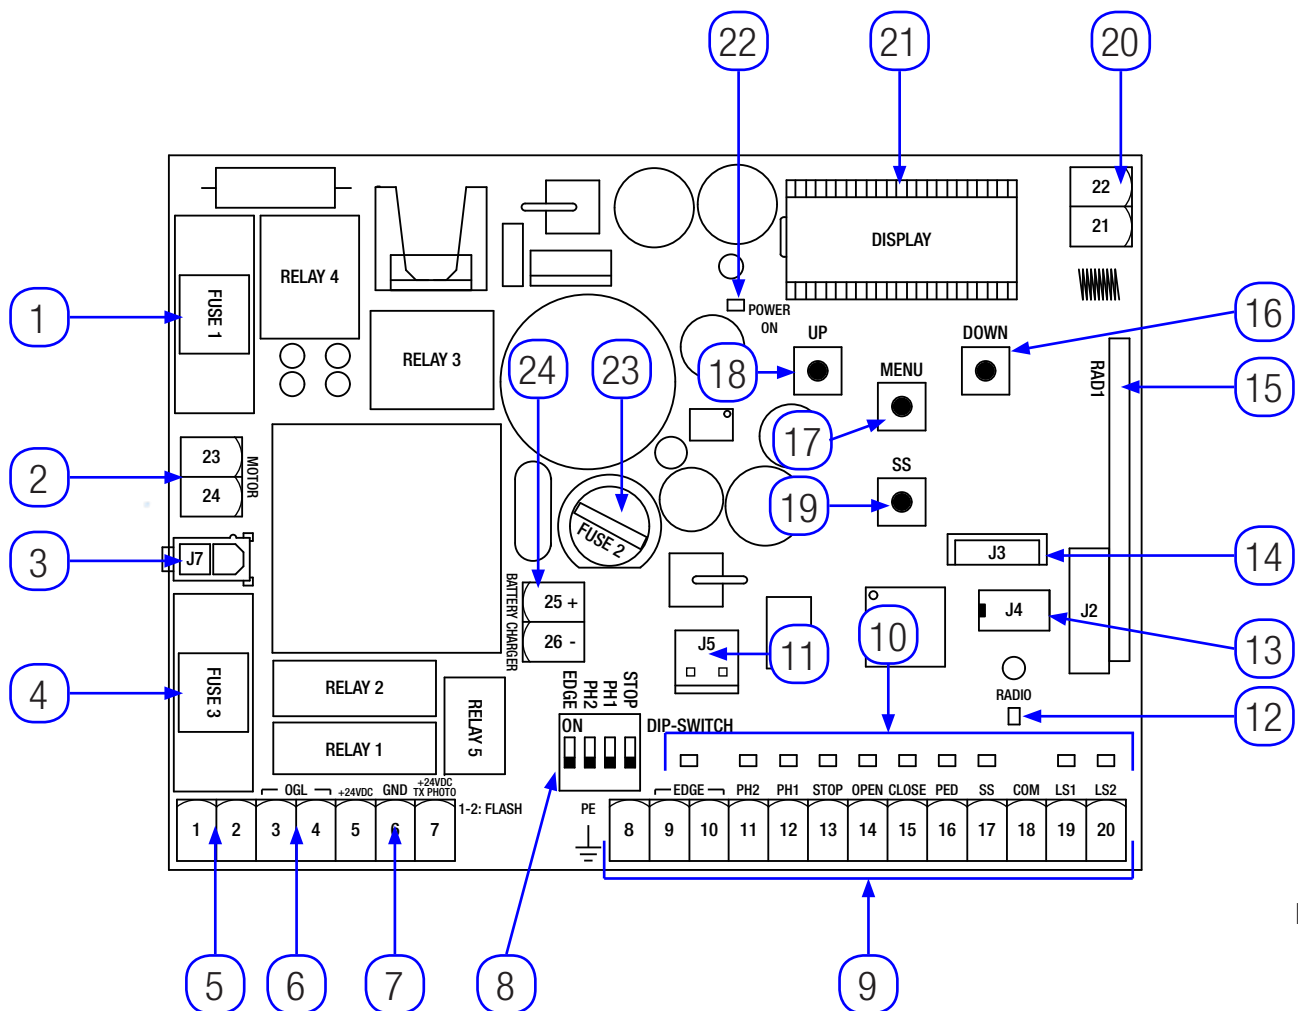 22
21
20
22
21
DISPLAY
RELAY 4
FUSE 1
1
POWER
ON
UP
DOWN
16
RELAY 3
24
23
18
MENU
RAD1
15
17
23
24
MOTOR
2
SS
19
FUSE 2
J7
3
J3
14
BATTERY CHARGER
25 +
26 -
J4
J2
10
J5
11
13
FUSE 3
4
RELAY 2
RELAY 1
RELAY 5
EDGE
PH2
PH1
STOP
ON
DIP-SWITCH
RADIO
12
OGL
+24VDC
GND
+24VDC
TX PHOTO
1-2: FLASH
PE
EDGE PH2 PH1 STOP OPEN CLOSE PED SS COM LS1 LS2
1 2 3 4 5 6 7
8 9 10 11 12 13 14 15 16 17 18 19 20
5
6
7
8
9